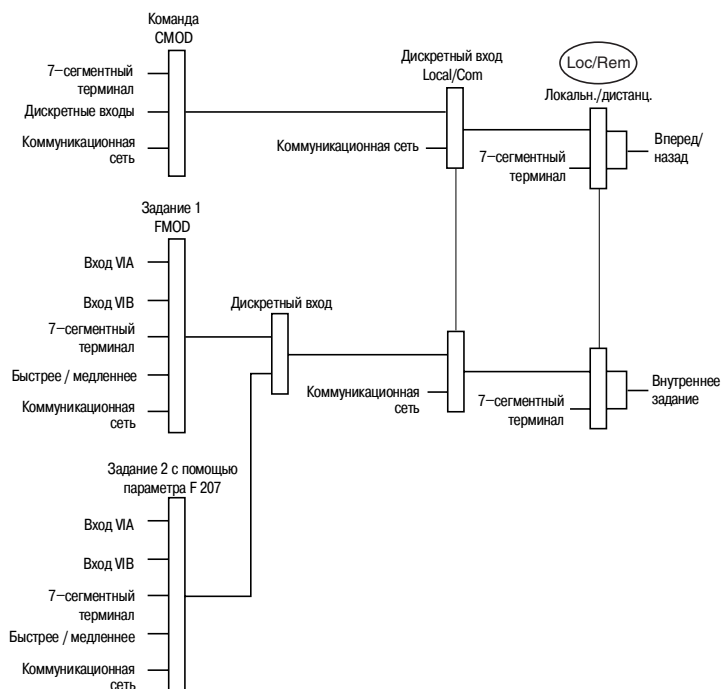 Команда
CMOD
7–сегментный
терминал
Дискретные входы
Коммуникационная
сеть
Дискретный вход
Local/Com
Коммуникационная сеть
Loc/Rem
Локальн./дистанц.
7–сегментный
терминал
Вперед/
назад
Задание 1
FMOD
Вход VIA
Вход VIB
7–сегментный
терминал
Быстрее / медленнее
Коммуникационная
сеть
Дискретный вход
Коммуникационная
сеть
7–сегментный
терминал
Внутреннее
задание
Задание 2 с помощью
параметра F 207
Вход VIA
Вход VIB
7–сегментный
терминал
Быстрее / медленнее
Коммуникационная
сеть